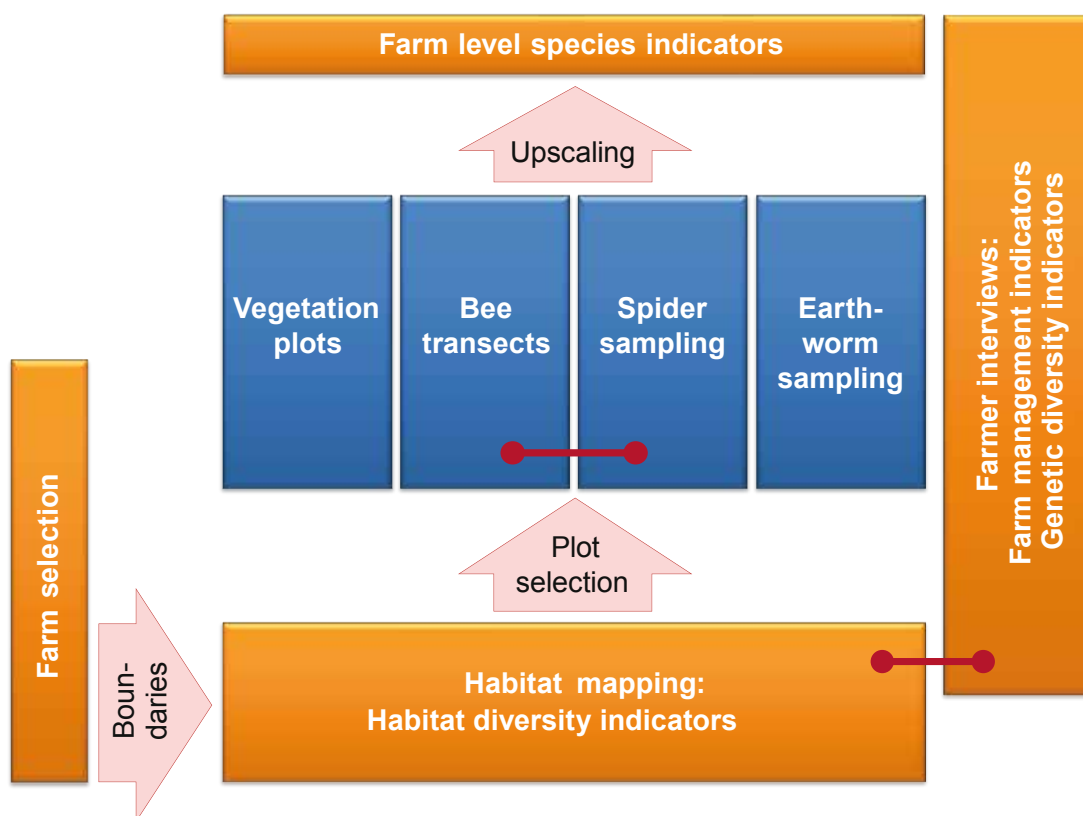 Farm level species indicators
Upscaling
Vegetation
plots
Bee
transects
Spider
sampling
Earth-
worm
sampling
Plot
selection
Farm selection
Boun-
daries
Habitat mapping:
Habitat diversity indicators
Farmer interviews:
Farm management indicators
Genetic diversity indicators